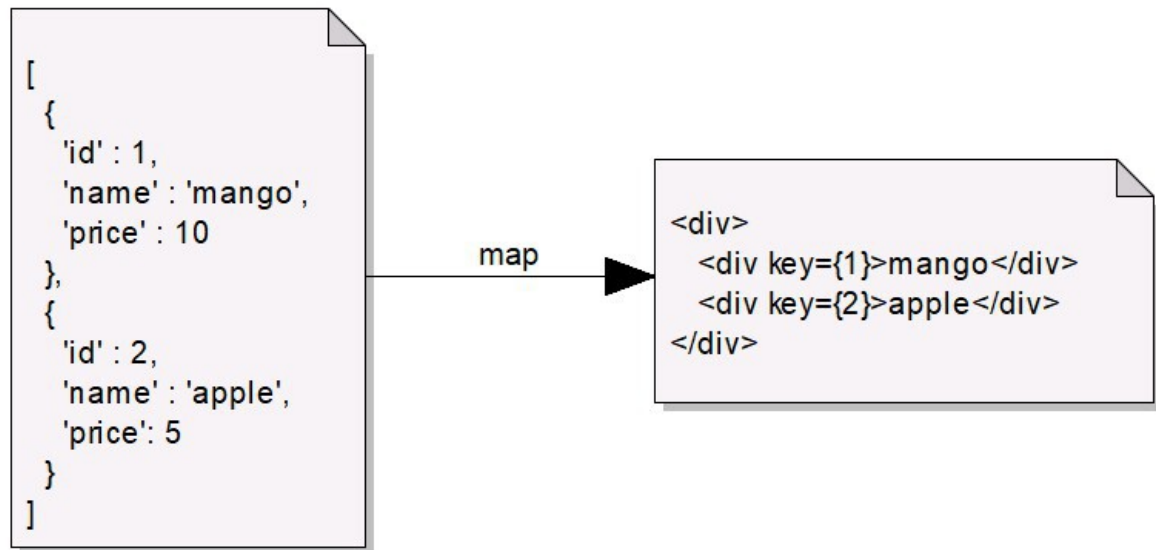 [
  {
    'id' : 1,
    'name' : 'mango',
    'price' : 10
  },
  {
    'id' : 2,
    'name' : 'apple',
    'price': 5
  }
]
map
<div>
  <div key={1}>mango</div>
  <div key={2}>apple</div>
</div>